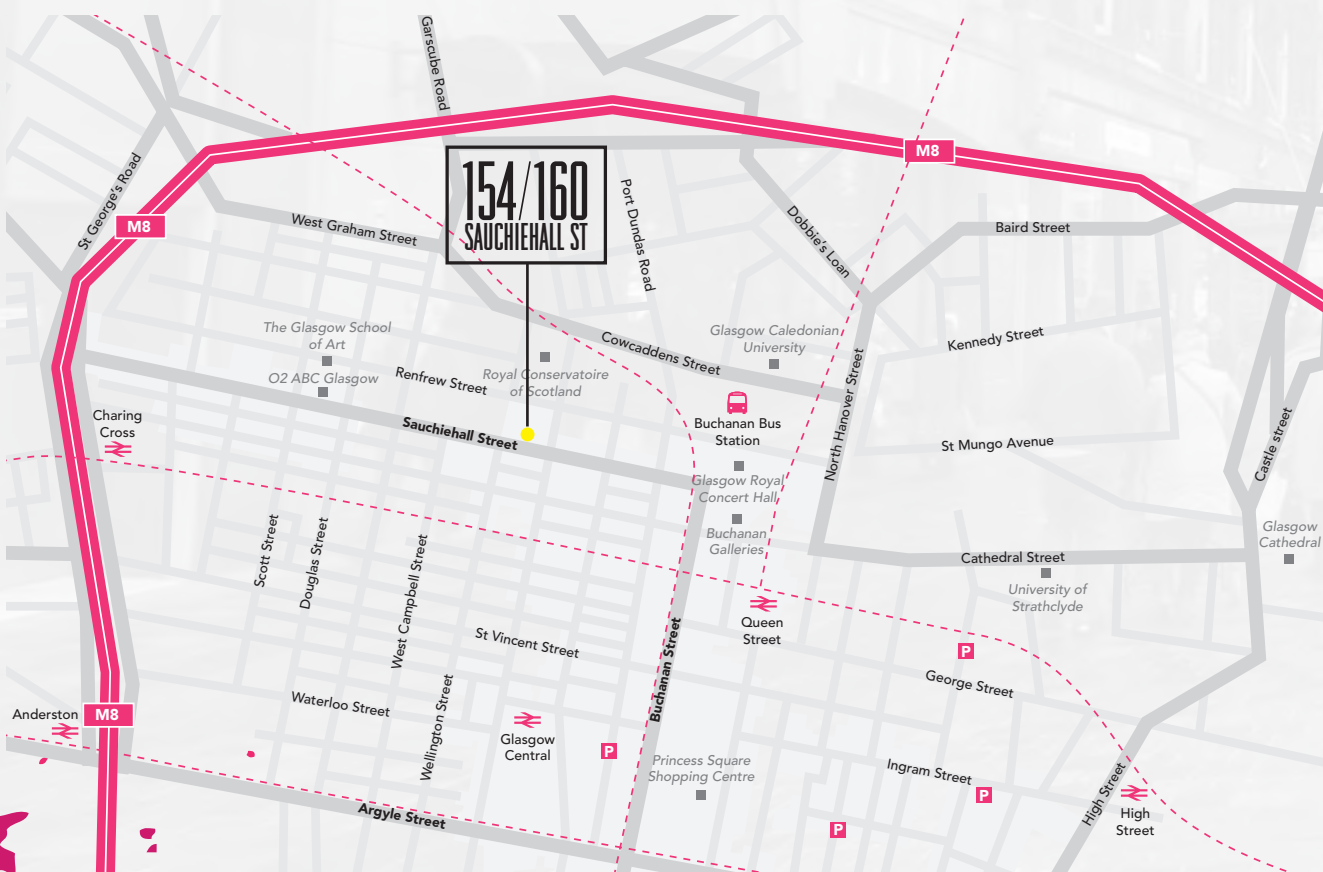 Garscube Road
M8
154/160
SAUCHIEHALL ST
St George's Road
M8
West Graham Street
Port Dundas Road
Dobbie's Loan
Baird Street
The Glasgow School
of Art
O2 ABC Glasgow
Renfrew Street
Royal Conservatoire
of Scotland
Cowcaddens Street
Glasgow Caledonian
University
Kennedy Street
North Hanover Street
Charing
Cross
Sauchiehall Street
Buchanan Bus
Station
St Mungo Avenue
Castle street
Glasgow Royal
Concert Hall
Buchanan
Galleries
Glasgow
Cathedral
Cathedral Street
University of
Strathclyde
Scott Street
Douglas Street
West Campbell Street
St Vincent Street
Queen
Street
P
Buchanan Street
George Street
Waterloo Street
Wellington Street
Anderston
M8
Glasgow
Central
P
Princess Square
Shopping Centre
Ingram Street
P
High Street
High
Street
P
Argyle Street